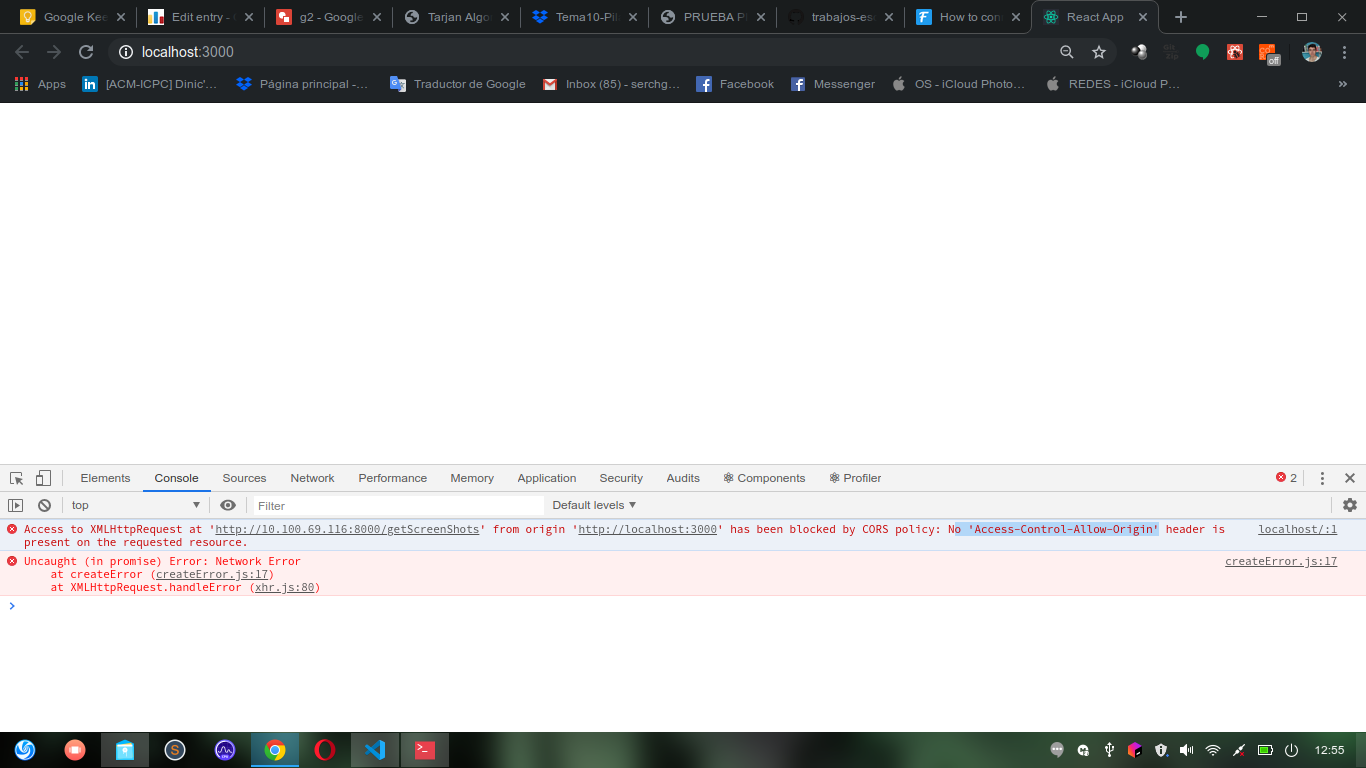 Google Kee
Edit entry - 
g2 - Google
Tarjan Algo
Tema10-Pil
PRUEBA P
trabajos-es
How to con
React App
localhost:3000
Apps
[ACM-ICPC] Dinic'…
Página principal -…
Traductor de Google
Inbox (85) - serchg…
Facebook
Messenger
OS - iCloud Photo…
REDES - iCloud P…
»
off
Elements
Console
Sources
Network
Performance
Memory
Application
Security
Audits
Components
Profiler
2
top
Filter
Default levels
Access to XMLHttpRequest at 'http://10.100.69.116:8000/getScreenShots' from origin 'http://localhost:3000' has been blocked by CORS policy: No 'Access-Control-Allow-Origin' header is
localhost/:1
present on the requested resource.
Uncaught (in promise) Error: Network Error
createError.js:17
at createError (createError.js:17)
at XMLHttpRequest.handleError (xhr.js:80)
12:55